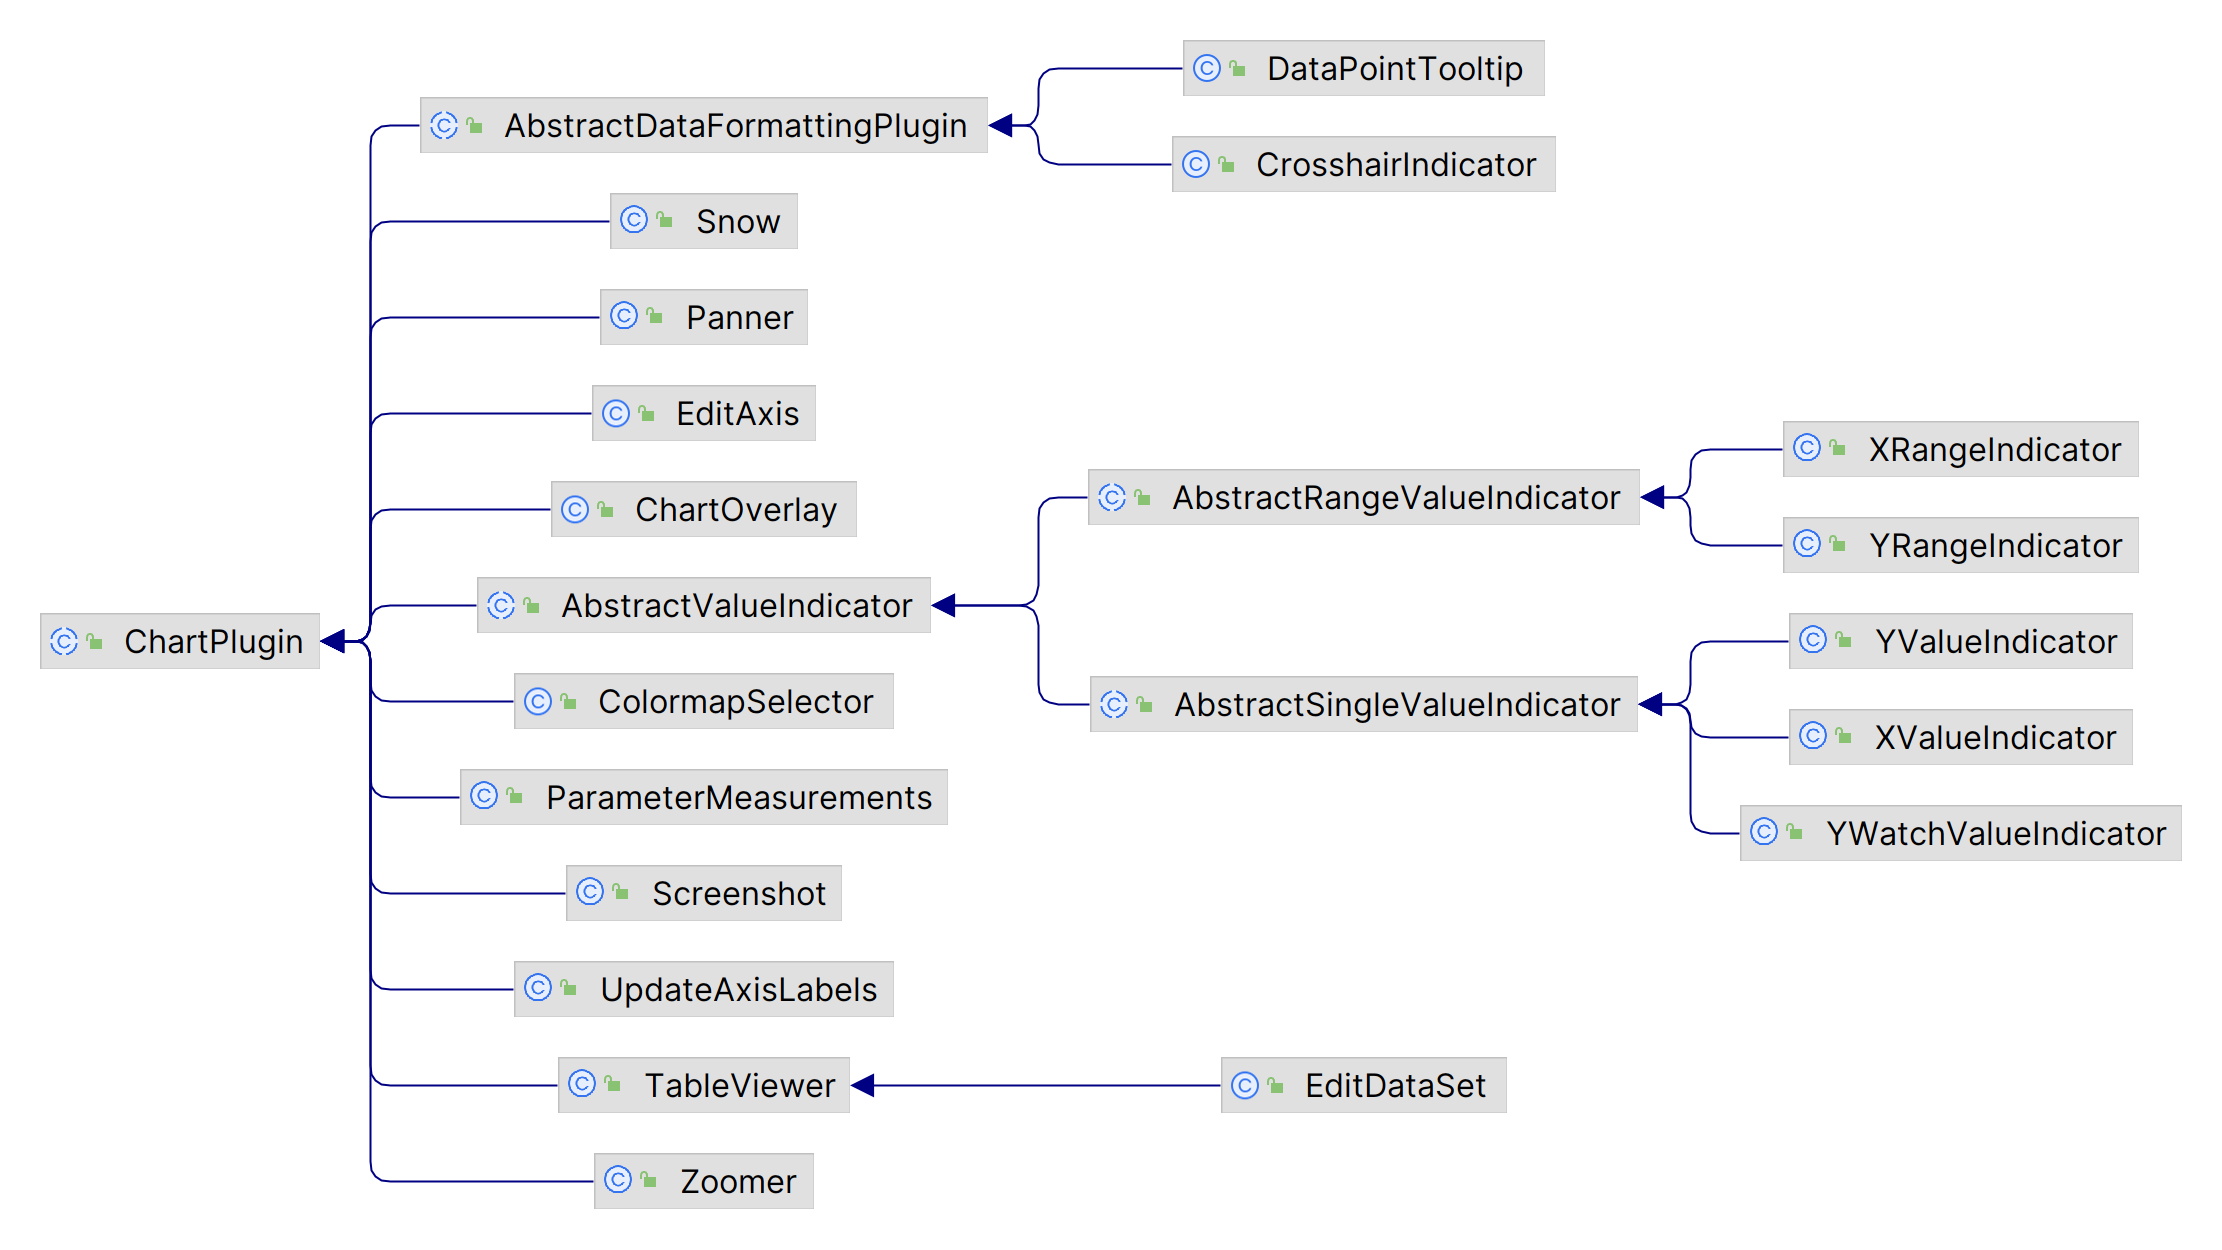 DataPointTooltip
AbstractDataFormattingPlugin
CrosshairIndicator
Snow
Panner
EditAxis
XRangeIndicator
AbstractRangeValueIndicator
ChartOverlay
YRangeIndicator
AbstractValueIndicator
ChartPlugin
YValueIndicator
ColormapSelector
AbstractSingleValueIndicator
XValueIndicator
ParameterMeasurements
YWatchValueIndicator
Screenshot
UpdateAxisLabels
TableViewer
EditDataSet
Zoomer